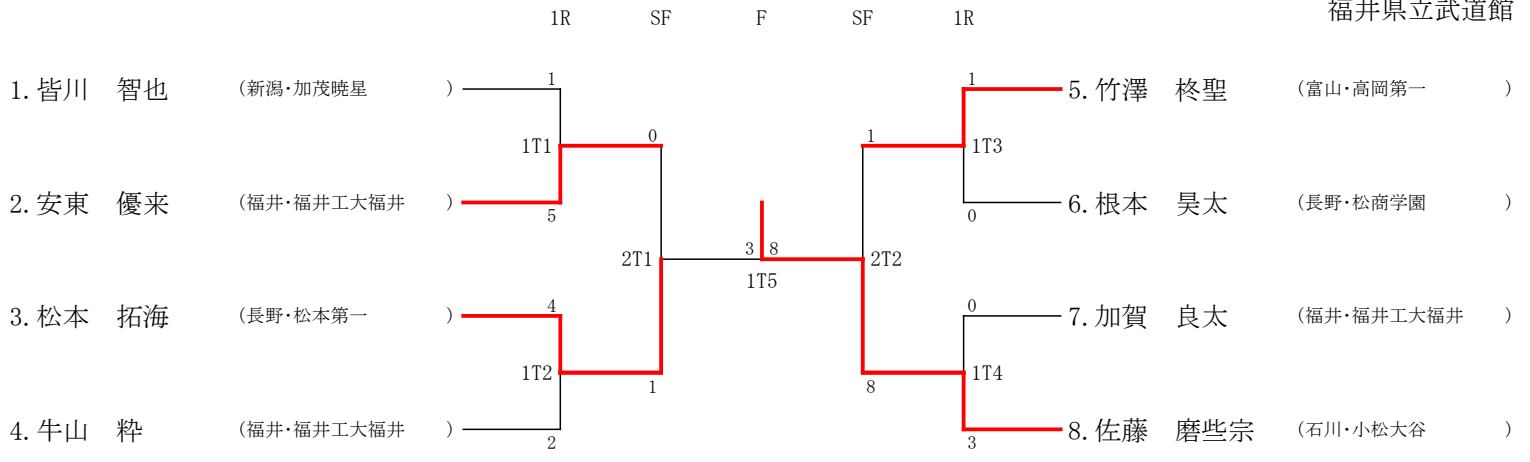 福井県立武道館
1R SF F SF 1R
1. 皆川 智也 (新潟・加茂暁星 ) 1 1 5. 竹澤 柊聖 (富山・高岡第一 )
1T1 0 1 1T3
2. 安東 優来 (福井・福井工大福井 ) 5 0 6. 根本 昊太 (長野・松商学園 )
2T1 3 8 2T2
1T5
3. 松本 拓海 (長野・松本第一 ) 4 0 7. 加賀 良太 (福井・福井工大福井 )
1T2 1 8 1T4
4. 牛山 粋 (福井・福井工大福井 ) 2 3 8. 佐藤 磨些宗 (石川・小松大谷 )